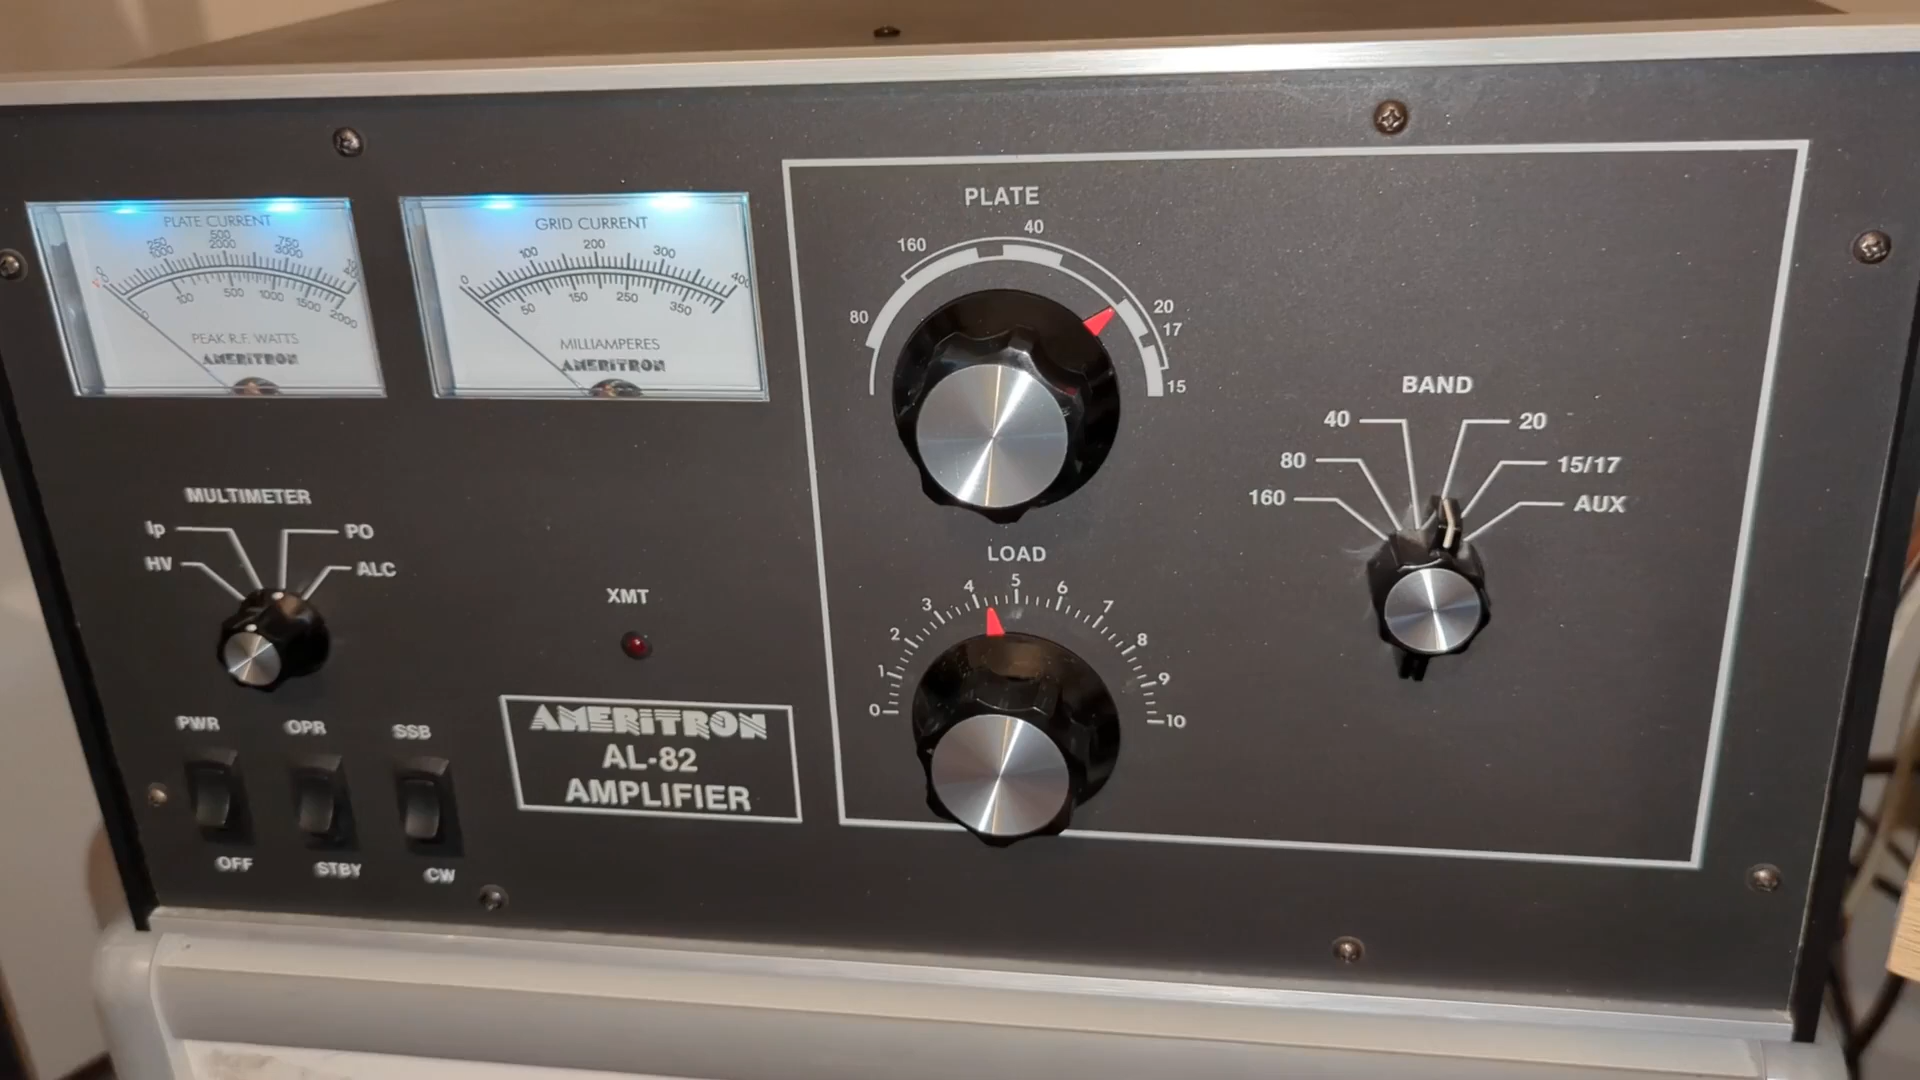 PLATE CURRENT
250 500 750
0 1000 2000 3000
0 100 500 1000 1500 2000
PEAK R.F. WATTS
AMERITRON
GRID CURRENT
0 100 200 300 400
50 150 250 350
MILLIAMPERES
AMERITRON
PLATE
80 160 40 20 17 15
BAND
40 20
80 15/17
160 AUX
MULTIMETER
Ip PO
HV ALC
XMT
LOAD
0 1 2 3 4 5 6 7 8 9 10
PWR OPR SSB
OFF STBY CW
AMERITRON
AL-82
AMPLIFIER